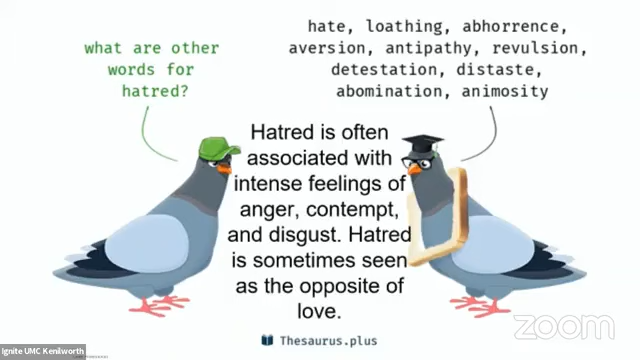 what are other
words for
hatred?
hate, loathing, abhorrence,
aversion, antipathy, revulsion,
detestation, distaste,
abomination, animosity
Hatred is often
associated with
intense feelings of
anger, contempt,
and disgust. Hatred
is sometimes seen
as the opposite of
love.
Thesaurus.plus
Ignite UMC Kenilworth
zoom